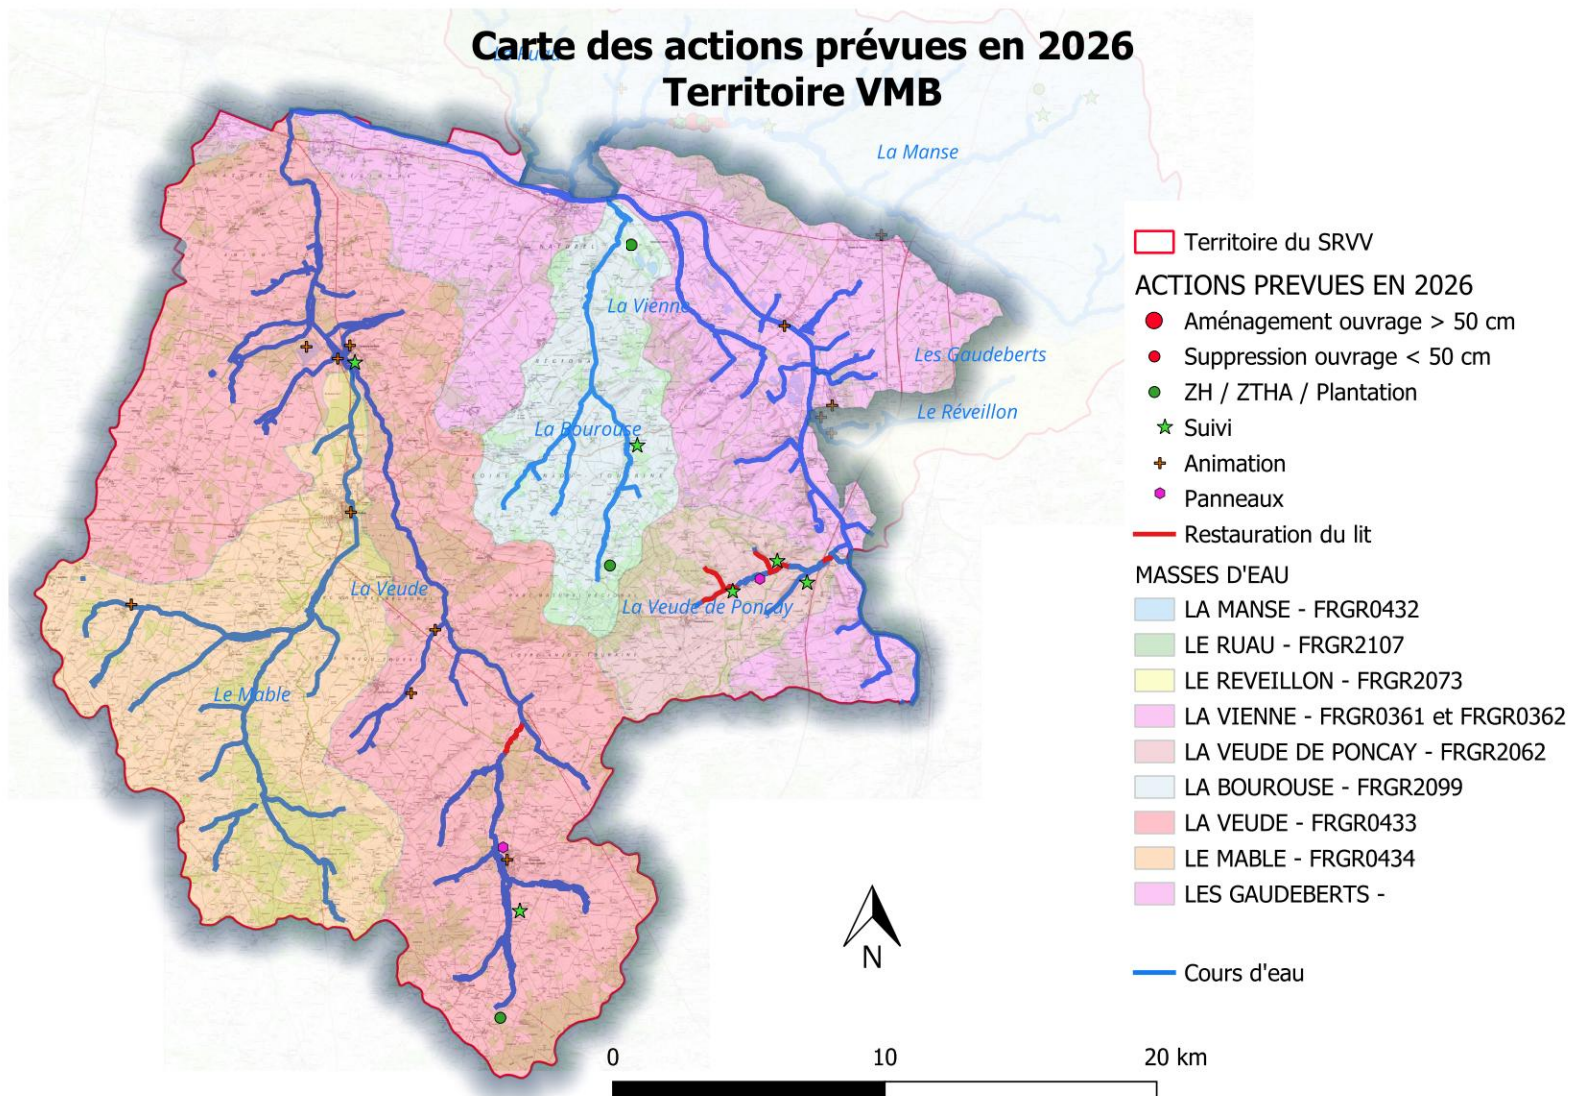 Carte des actions prévues en 2026
Territoire VMB
La Manse
La Vienne
Les Gaudeberts
Le Réveillon
La Bourouse
La Veude
La Veude de Ponçay
Le Mable
Territoire du SRVV
ACTIONS PREVUES EN 2026
Aménagement ouvrage > 50 cm
Suppression ouvrage < 50 cm
ZH / ZTHA / Plantation
Suivi
Animation
Panneaux
Restauration du lit
MASSES D'EAU
LA MANSE - FRGR0432
LE RUAU - FRGR2107
LE REVEILLON - FRGR2073
LA VIENNE - FRGR0361 et FRGR0362
LA VEUDE DE PONCAY - FRGR2062
LA BOUROUSE - FRGR2099
LA VEUDE - FRGR0433
LE MABLE - FRGR0434
LES GAUDEBERTS -
Cours d'eau
N
0 10 20 km